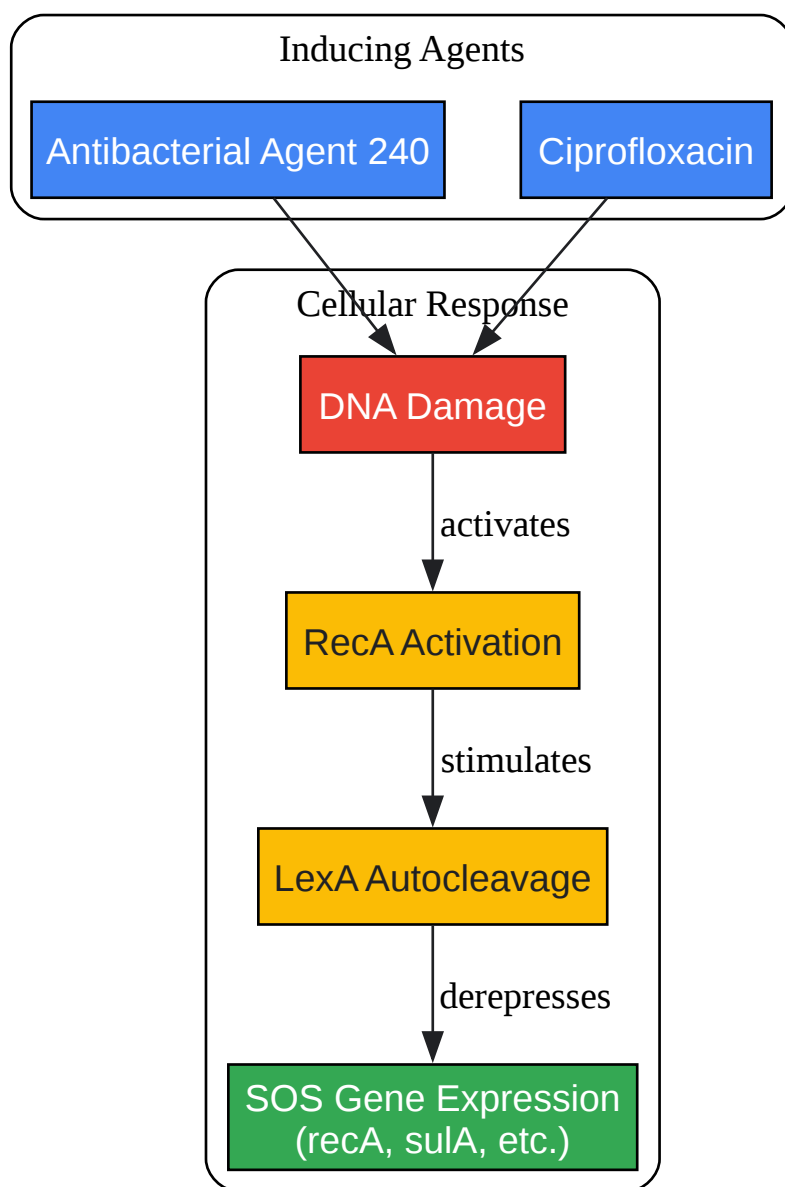 Inducing Agents
Antibacterial Agent 240
Ciprofloxacin
Cellular Response
DNA Damage
activates
RecA Activation
stimulates
LexA Autocleavage
derepresses
SOS Gene Expression
(recA, sulA, etc.)